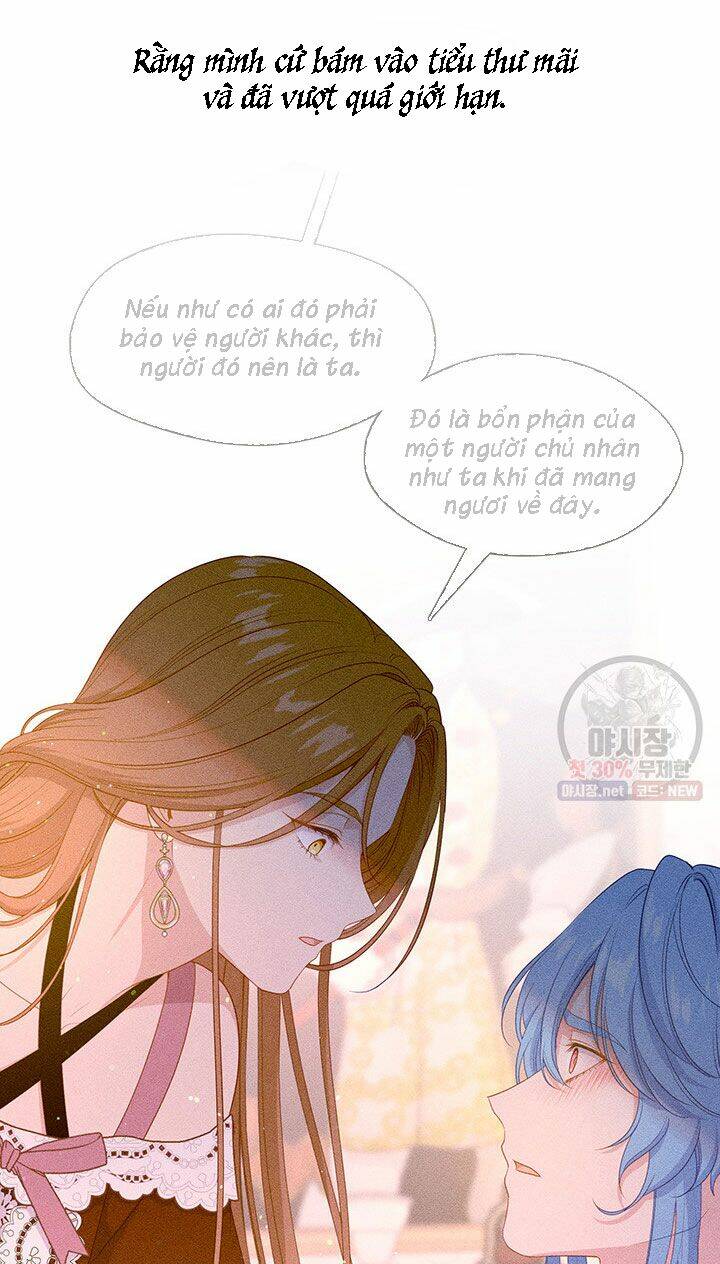 Rằng mình cứ bám vào tiểu thư mãi
và đã vượt quá giới hạn.
Nếu như có ai đó phải
bảo vệ người khác, thì
người đó nên là ta.
Đó là bổn phận của
một người chủ nhân
như ta khi đã mang
ngươi về đây.
야시장
첫 30% 무제한
야시장.net 코드: NEW